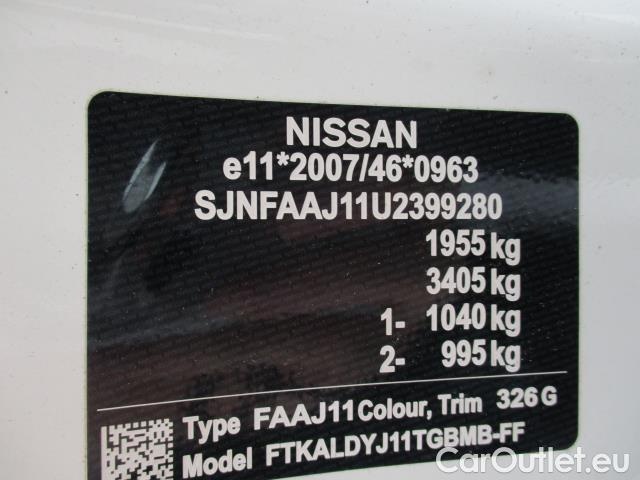 NISSAN
e11*2007/46*0963
SJNFAAJ11U2399280
1955 kg
3405 kg
1- 1040 kg
2- 995 kg
Type FAAJ11 Colour, Trim 326 G
Model FTKALDYJ11TGBMB-FF
CarOutlet.eu